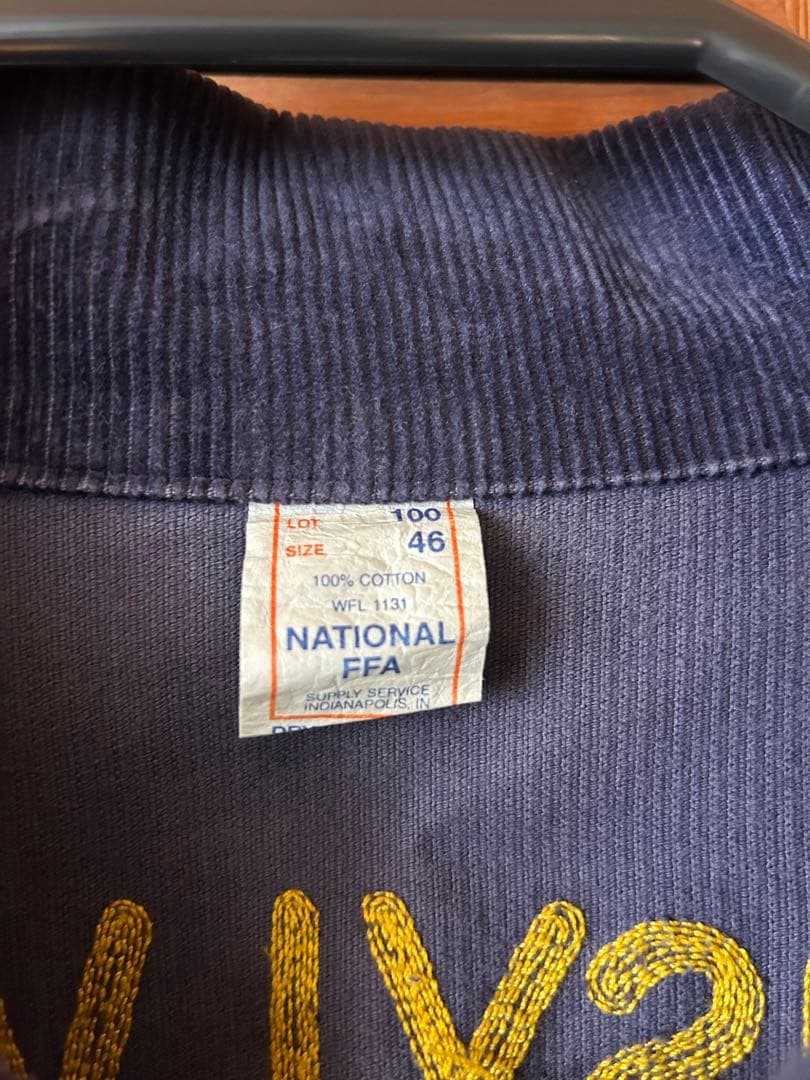 LOT 100
SIZE 46
100% COTTON
WFL 1131
NATIONAL
FFA
SUPPLY SERVICE
INDIANAPOLIS, IN